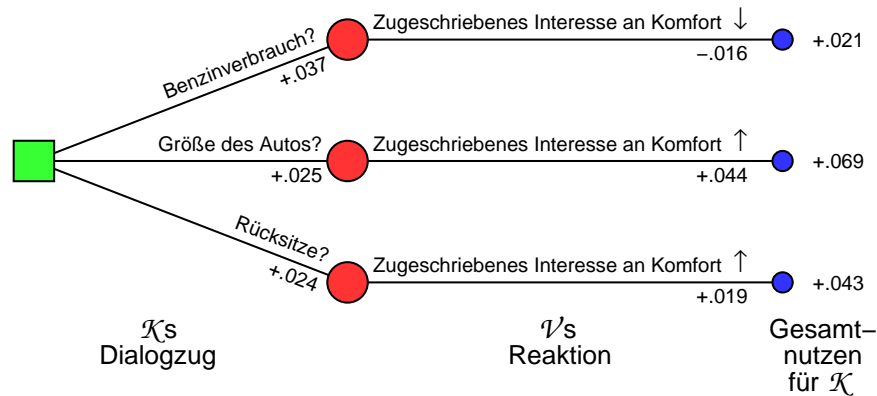 Benzinverbrauch?
+.037
Zugeschriebenes Interesse an Komfort ↓
−.016
+.021
Größe des Autos?
+.025
Zugeschriebenes Interesse an Komfort ↑
+.044
+.069
Rücksitze?
+.024
Zugeschriebenes Interesse an Komfort ↑
+.019
+.043
𝒦s
Dialogzug
𝒱s
Reaktion
Gesamt−
nutzen
für 𝒦